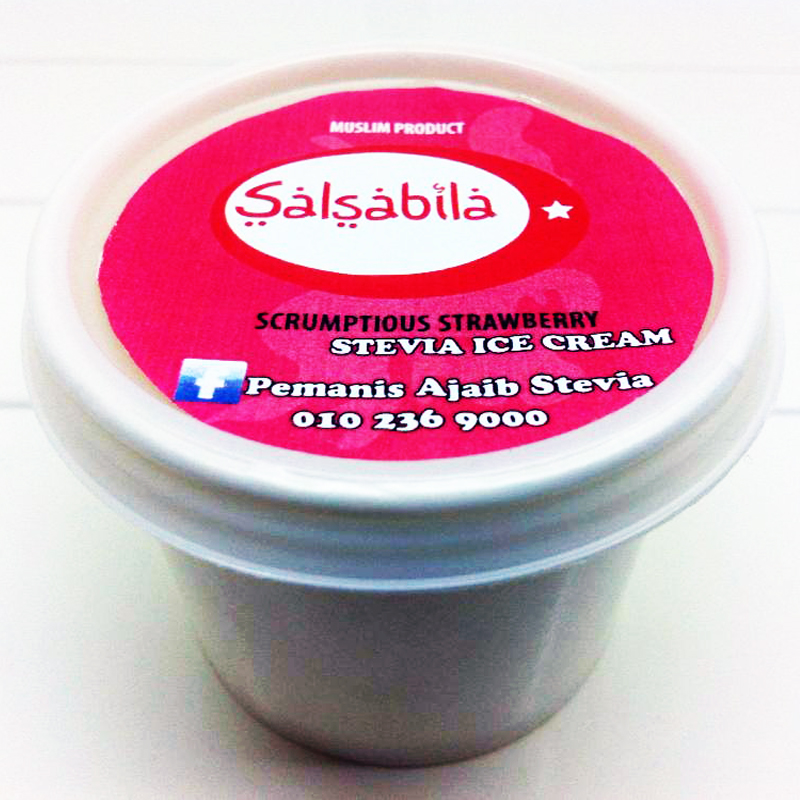 MUSLIM PRODUCT
Salsabila
SCRUMPTIOUS STRAWBERRY
STEVIA ICE CREAM
f Pemanis Ajaib Stevia
010 236 9000